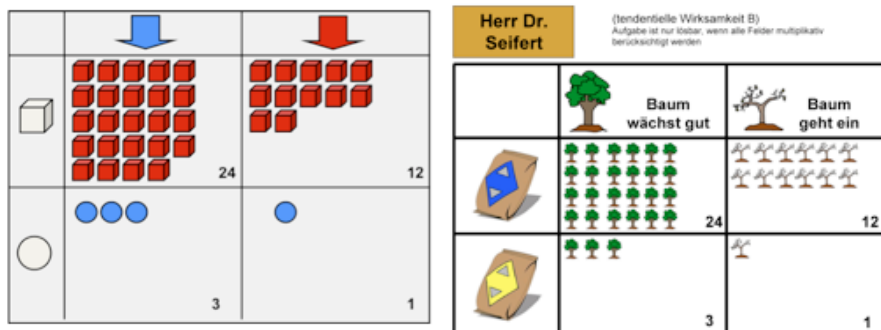 24
12
3
1
Herr Dr.
Seifert
(tendentielle Wirksamkeit B)
Aufgabe ist nur lösbar, wenn alle Felder multiplikativ
berücksichtigt werden
Baum
wächst gut
Baum
geht ein
24
12
3
1